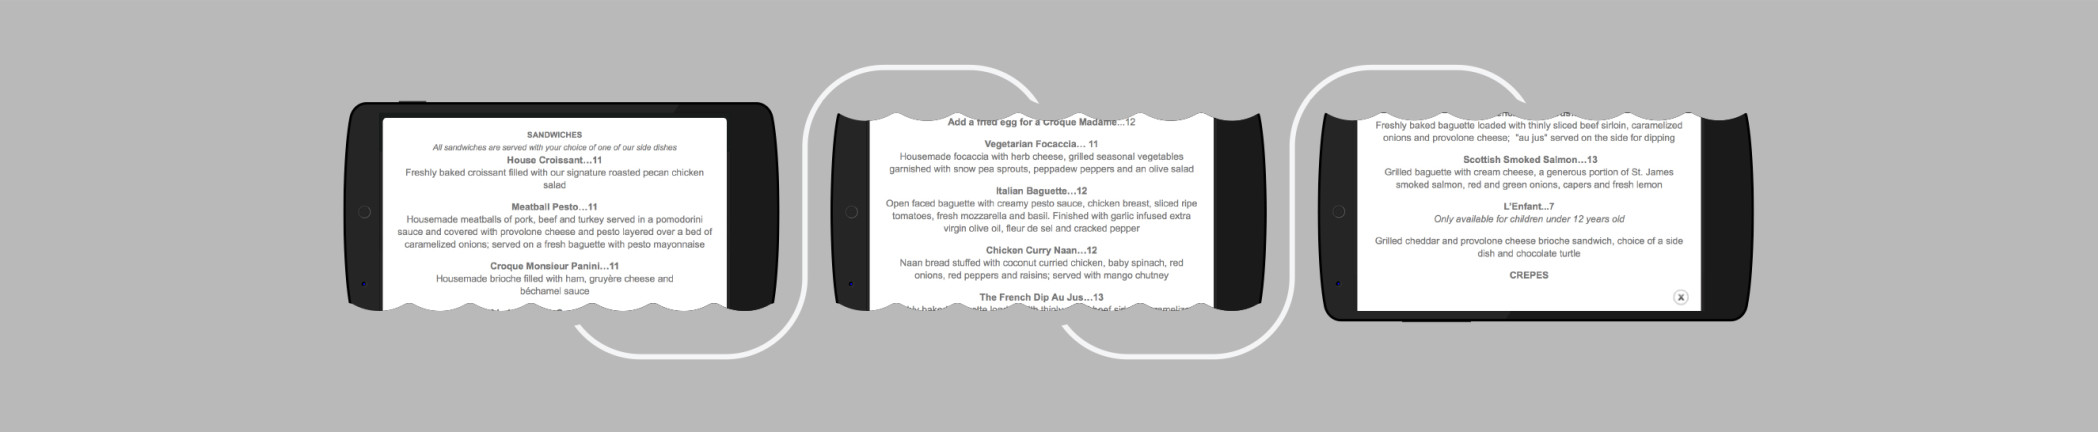 SANDWICHES
All sandwiches are served with your choice of one of our side dishes
House Croissant...11
Freshly baked croissant filled with our signature roasted pecan chicken
salad
Meatball Pesto...11
Housemade meatballs of pork, beef and turkey served in a pomodorini
sauce and covered with provolone cheese and pesto layered over a bed of
caramelized onions; served on a fresh baguette with pesto mayonnaise
Croque Monsieur Panini...11
Housemade brioche filled with ham, gruyère cheese and
béchamel sauce
Add a fried egg for a Croque Madame...12
Vegetarian Focaccia... 11
Housemade focaccia with herb cheese, grilled seasonal vegetables
garnished with snow pea sprouts, peppadew peppers and an olive salad
Italian Baguette...12
Open faced baguette with creamy pesto sauce, chicken breast, sliced ripe
tomatoes, fresh mozzarella and basil. Finished with garlic infused extra
virgin olive oil, fleur de sel and cracked pepper
Chicken Curry Naan...12
Naan bread stuffed with coconut curried chicken, baby spinach, red
onions, red peppers and raisins; served with mango chutney
The French Dip Au Jus...13
Freshly baked baguette loaded with thinly sliced beef sirloin, caramelized
onions and provolone cheese; "au jus" served on the side for dipping
Scottish Smoked Salmon...13
Grilled baguette with cream cheese, a generous portion of St. James
smoked salmon, red and green onions, capers and fresh lemon
L'Enfant...7
Only available for children under 12 years old
Grilled cheddar and provolone cheese brioche sandwich, choice of a side
dish and chocolate turtle
CREPES
X